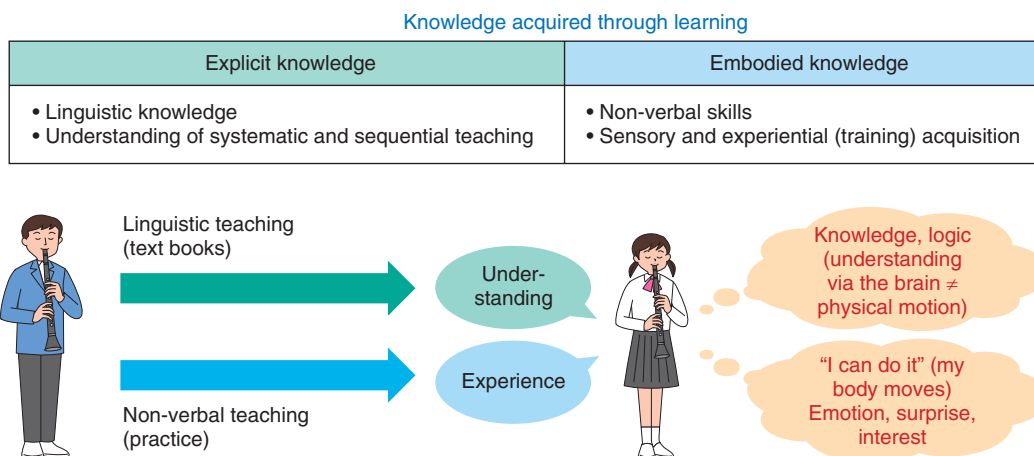 Knowledge acquired through learning
Explicit knowledge
Embodied knowledge
• Linguistic knowledge
• Understanding of systematic and sequential teaching
• Non-verbal skills
• Sensory and experiential (training) acquisition
Linguistic teaching
(text books)
Under-
standing
Knowledge, logic
(understanding
via the brain ≠
physical motion)
Experience
"I can do it" (my
body moves)
Emotion, surprise,
interest
Non-verbal teaching
(practice)